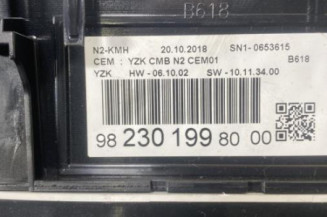 B618
N2-KMH 20.10.2018 SN1- 0653615
CEM : YZK CMB N2 CEM01 B618
YZK HW - 06.10.02 SW - 10.11.34.00
98 230 199 80 00